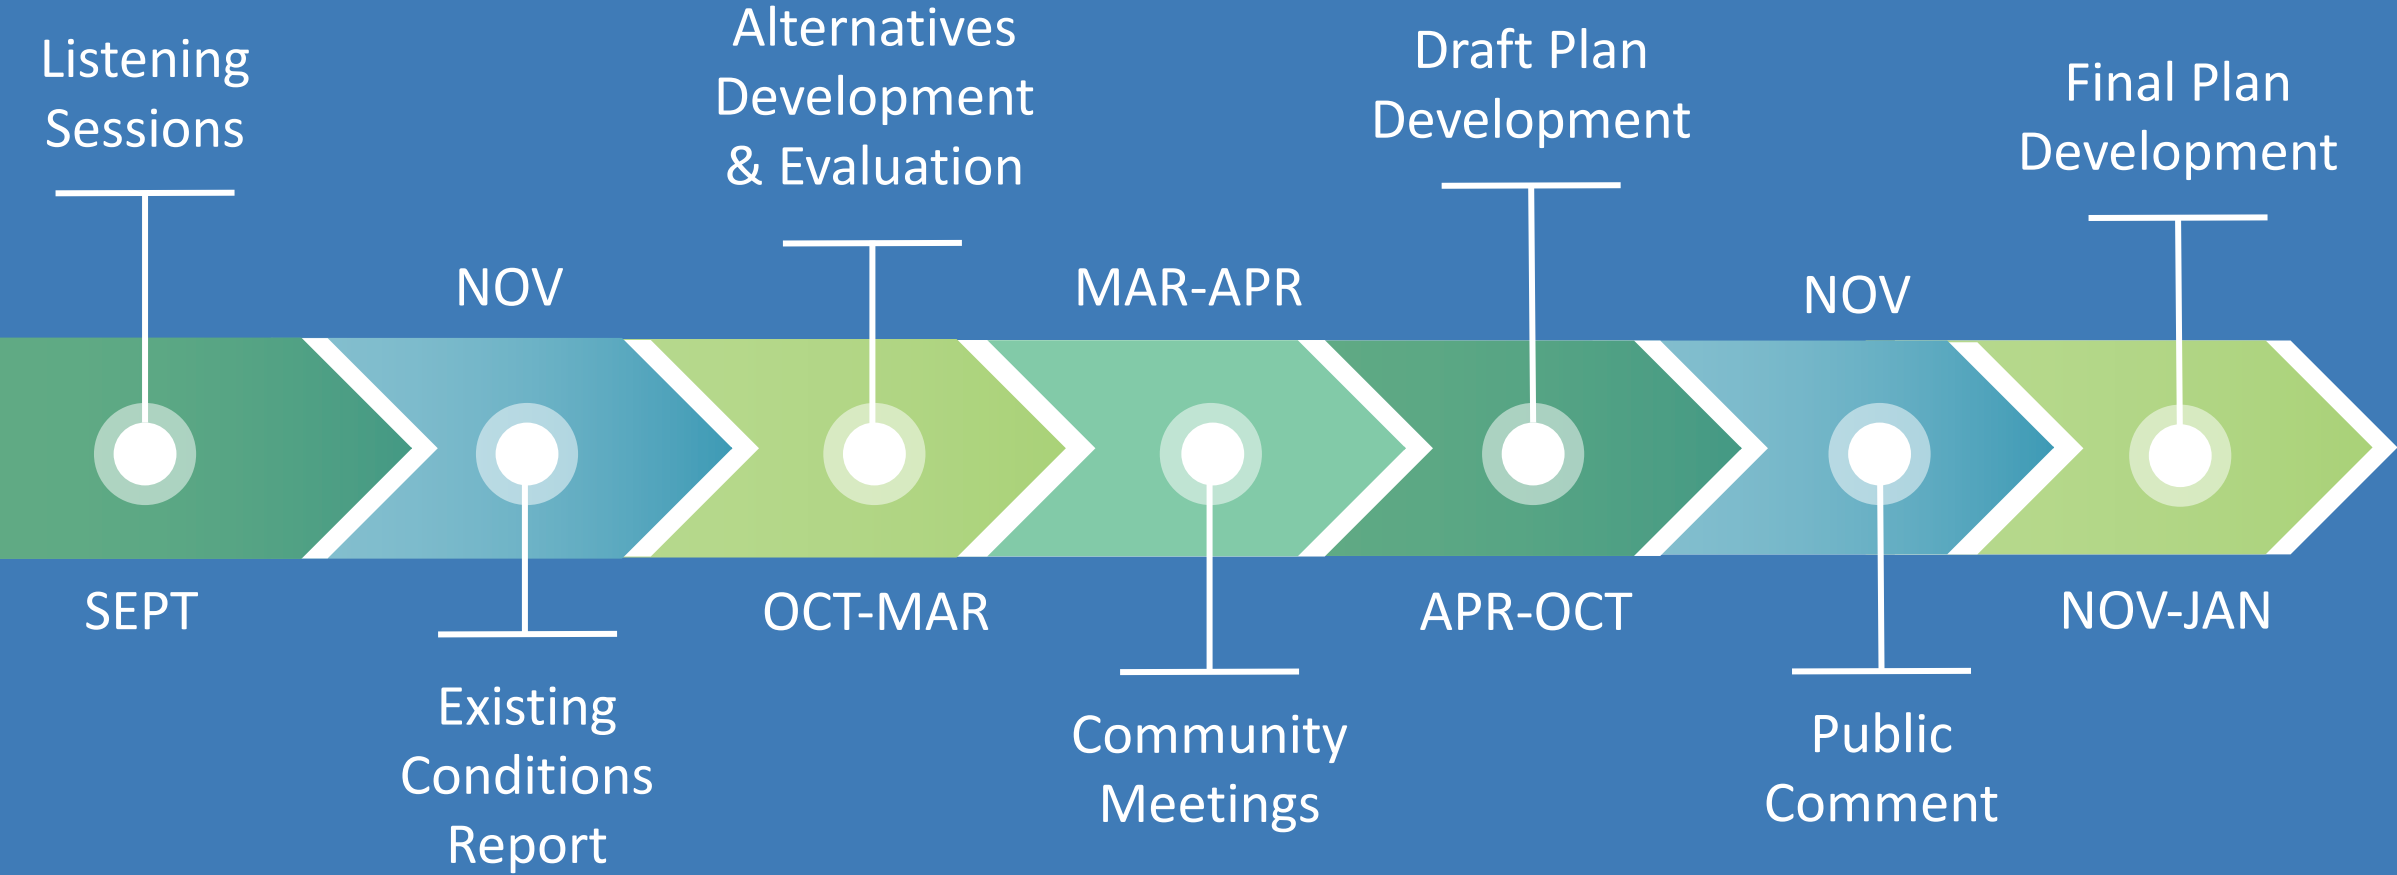 Listening
Sessions
SEPT
NOV
Existing
Conditions
Report
Alternatives
Development
& Evaluation
OCT-MAR
MAR-APR
Community
Meetings
Draft Plan
Development
APR-OCT
NOV
Public
Comment
Final Plan
Development
NOV-JAN